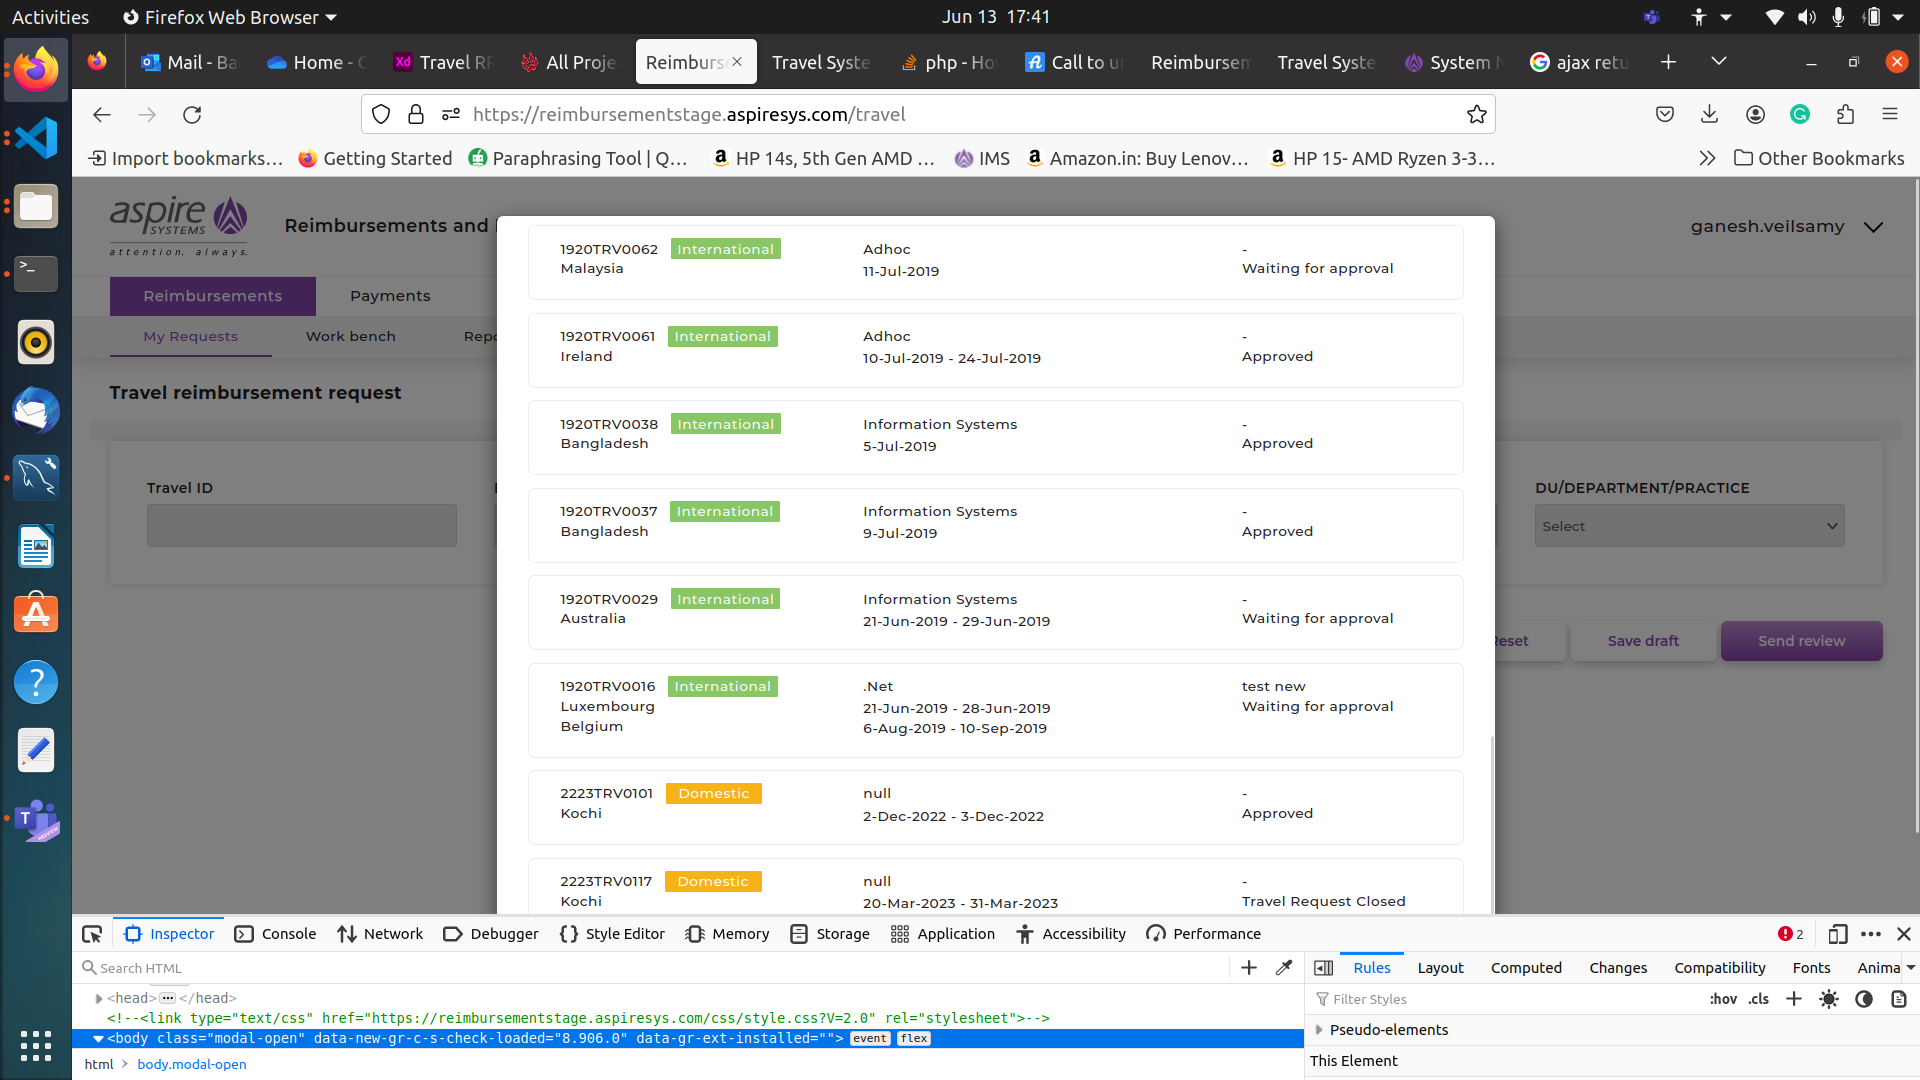 Activities
Firefox Web Browser
Jun 13 17:41
Mail - Ba
Home - C
Travel RF
All Proje
Reimburse
Travel Syste
php - Ho
Call to u
Reimbursem
Travel Syste
System N
ajax retu
https://reimbursementstage.aspiresys.com/travel
Import bookmarks...
Getting Started
Paraphrasing Tool | Q...
HP 14s, 5th Gen AMD ...
IMS
Amazon.in: Buy Lenov...
HP 15- AMD Ryzen 3-3...
Other Bookmarks
aspire
SYSTEMS
attention. always.
Reimbursements and
ganesh.veilsamy
Reimbursements
Payments
My Requests
Work bench
Repo
Travel reimbursement request
Travel ID
DU/DEPARTMENT/PRACTICE
Select
Reset
Save draft
Send review
1920TRV0062 International Adhoc -
Malaysia 11-Jul-2019 Waiting for approval
1920TRV0061 International Adhoc -
Ireland 10-Jul-2019 - 24-Jul-2019 Approved
1920TRV0038 International Information Systems -
Bangladesh 5-Jul-2019 Approved
1920TRV0037 International Information Systems -
Bangladesh 9-Jul-2019 Approved
1920TRV0029 International Information Systems -
Australia 21-Jun-2019 - 29-Jun-2019 Waiting for approval
1920TRV0016 International .Net test new
Luxembourg 21-Jun-2019 - 28-Jun-2019 Waiting for approval
Belgium 6-Aug-2019 - 10-Sep-2019
2223TRV0101 Domestic null -
Kochi 2-Dec-2022 - 3-Dec-2022 Approved
2223TRV0117 Domestic null -
Kochi 20-Mar-2023 - 31-Mar-2023 Travel Request Closed
Inspector
Console
Network
Debugger
Style Editor
Memory
Storage
Application
Accessibility
Performance
2
Search HTML
Rules
Layout
Computed
Changes
Compatibility
Fonts
Anima
<head> ••• </head>
Filter Styles
:hov .cls
<!--<link type="text/css" href="https://reimbursementstage.aspiresys.com/css/style.css?V=2.0" rel="stylesheet">-->
Pseudo-elements
<body class="modal-open" data-new-gr-c-s-check-loaded="8.906.0" data-gr-ext-installed=""> event flex
This Element
html > body.modal-open